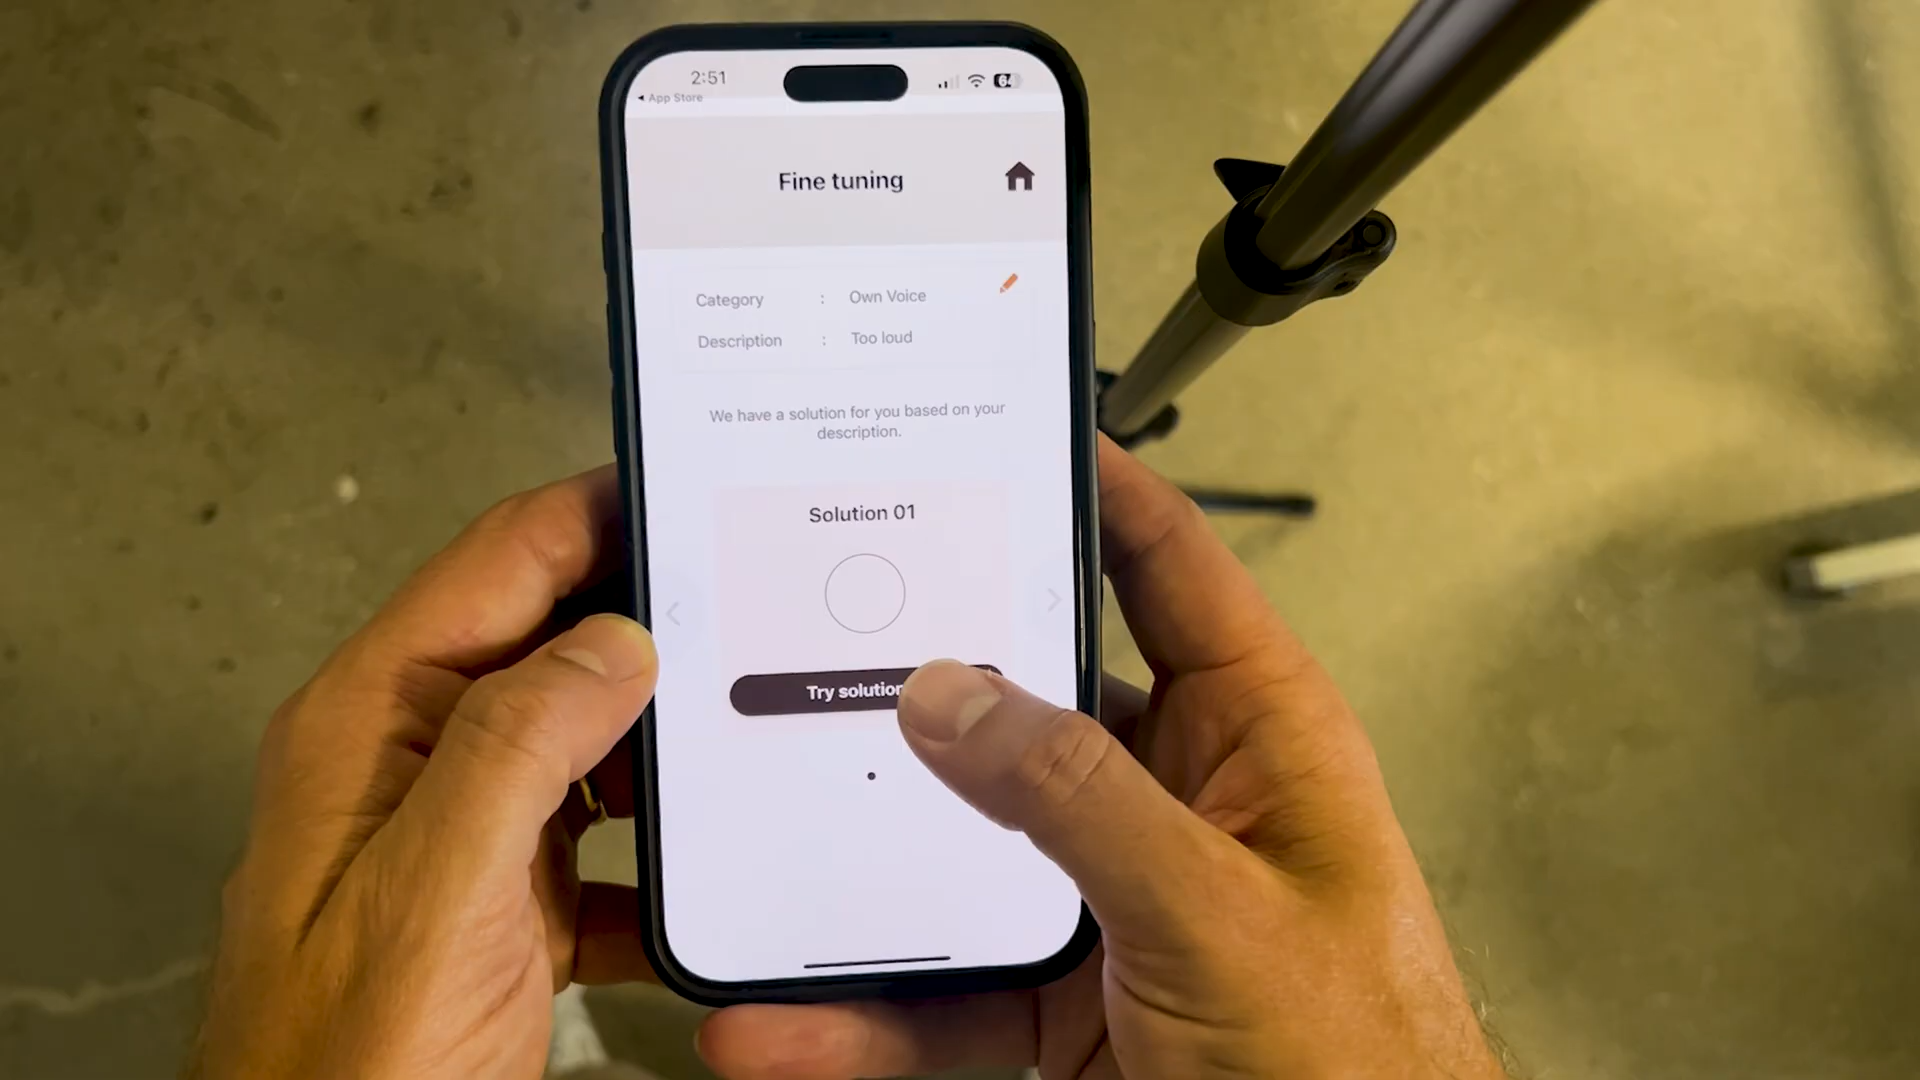 2:51
64
◂ App Store
Fine tuning
Category : Own Voice
Description : Too loud
We have a solution for you based on your
description.
Solution 01
Try solution